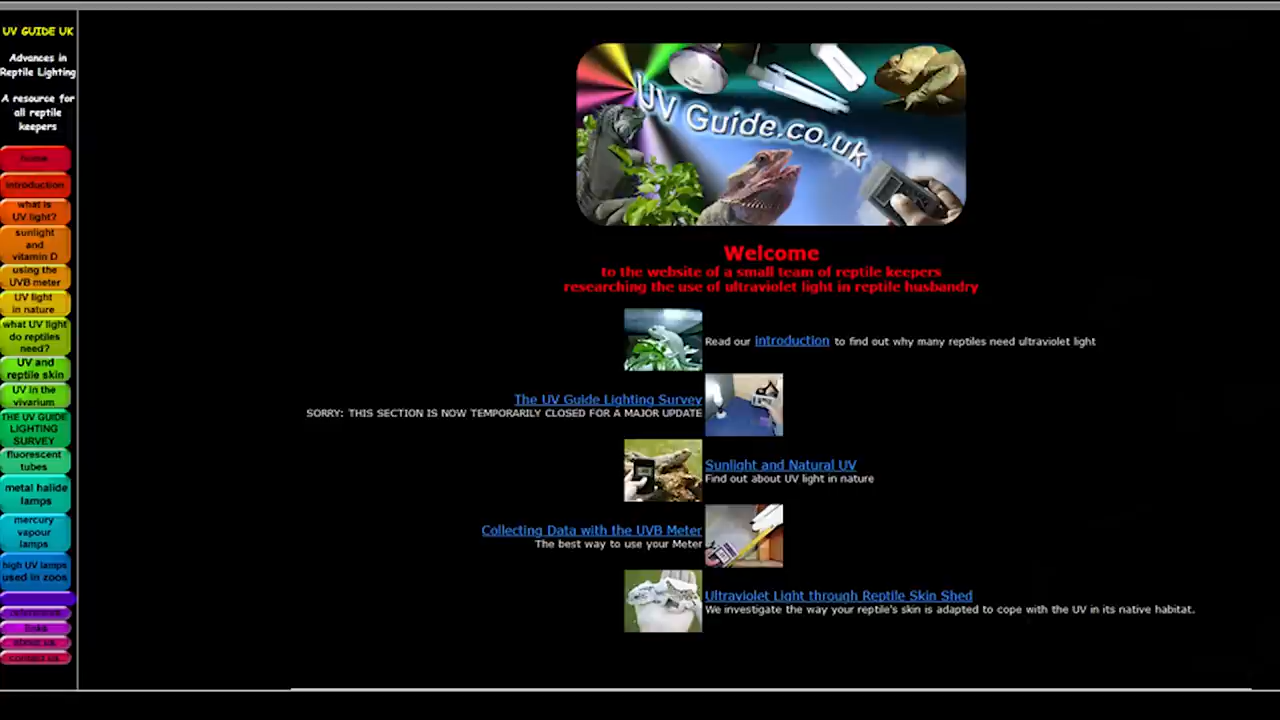 UV GUIDE UK
Advances in
Reptile Lighting
A resource for
all reptile
keepers
home
introduction
what is
UV light?
sunlight
and
vitamin D
using the
UVB meter
UV light
in nature
what UV light
do reptiles
need?
UV and
reptile skin
UV in the
vivarium
THE UV GUIDE
LIGHTING
SURVEY
fluorescent
tubes
metal halide
lamps
mercury
vapour
lamps
high UV lamps
used in zoos
references
links
about us
contact us
UV Guide.co.uk
Welcome
to the website of a small team of reptile keepers
researching the use of ultraviolet light in reptile husbandry
Read our introduction to find out why many reptiles need ultraviolet light
The UV Guide Lighting Survey
SORRY: THIS SECTION IS NOW TEMPORARILY CLOSED FOR A MAJOR UPDATE
Sunlight and Natural UV
Find out about UV light in nature
Collecting Data with the UVB Meter
The best way to use your Meter
Ultraviolet Light through Reptile Skin Shed
We investigate the way your reptile's skin is adapted to cope with the UV in its native habitat.